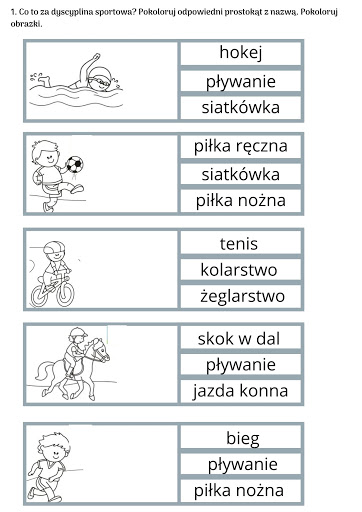 1. Co to za dyscyplina sportowa? Pokoloruj odpowiedni prostokąt z nazwą. Pokoloruj
obrazki.
hokej
pływanie
siatkówka
piłka ręczna
siatkówka
piłka nożna
tenis
kolarstwo
żeglarstwo
skok w dal
pływanie
jazda konna
bieg
pływanie
piłka nożna